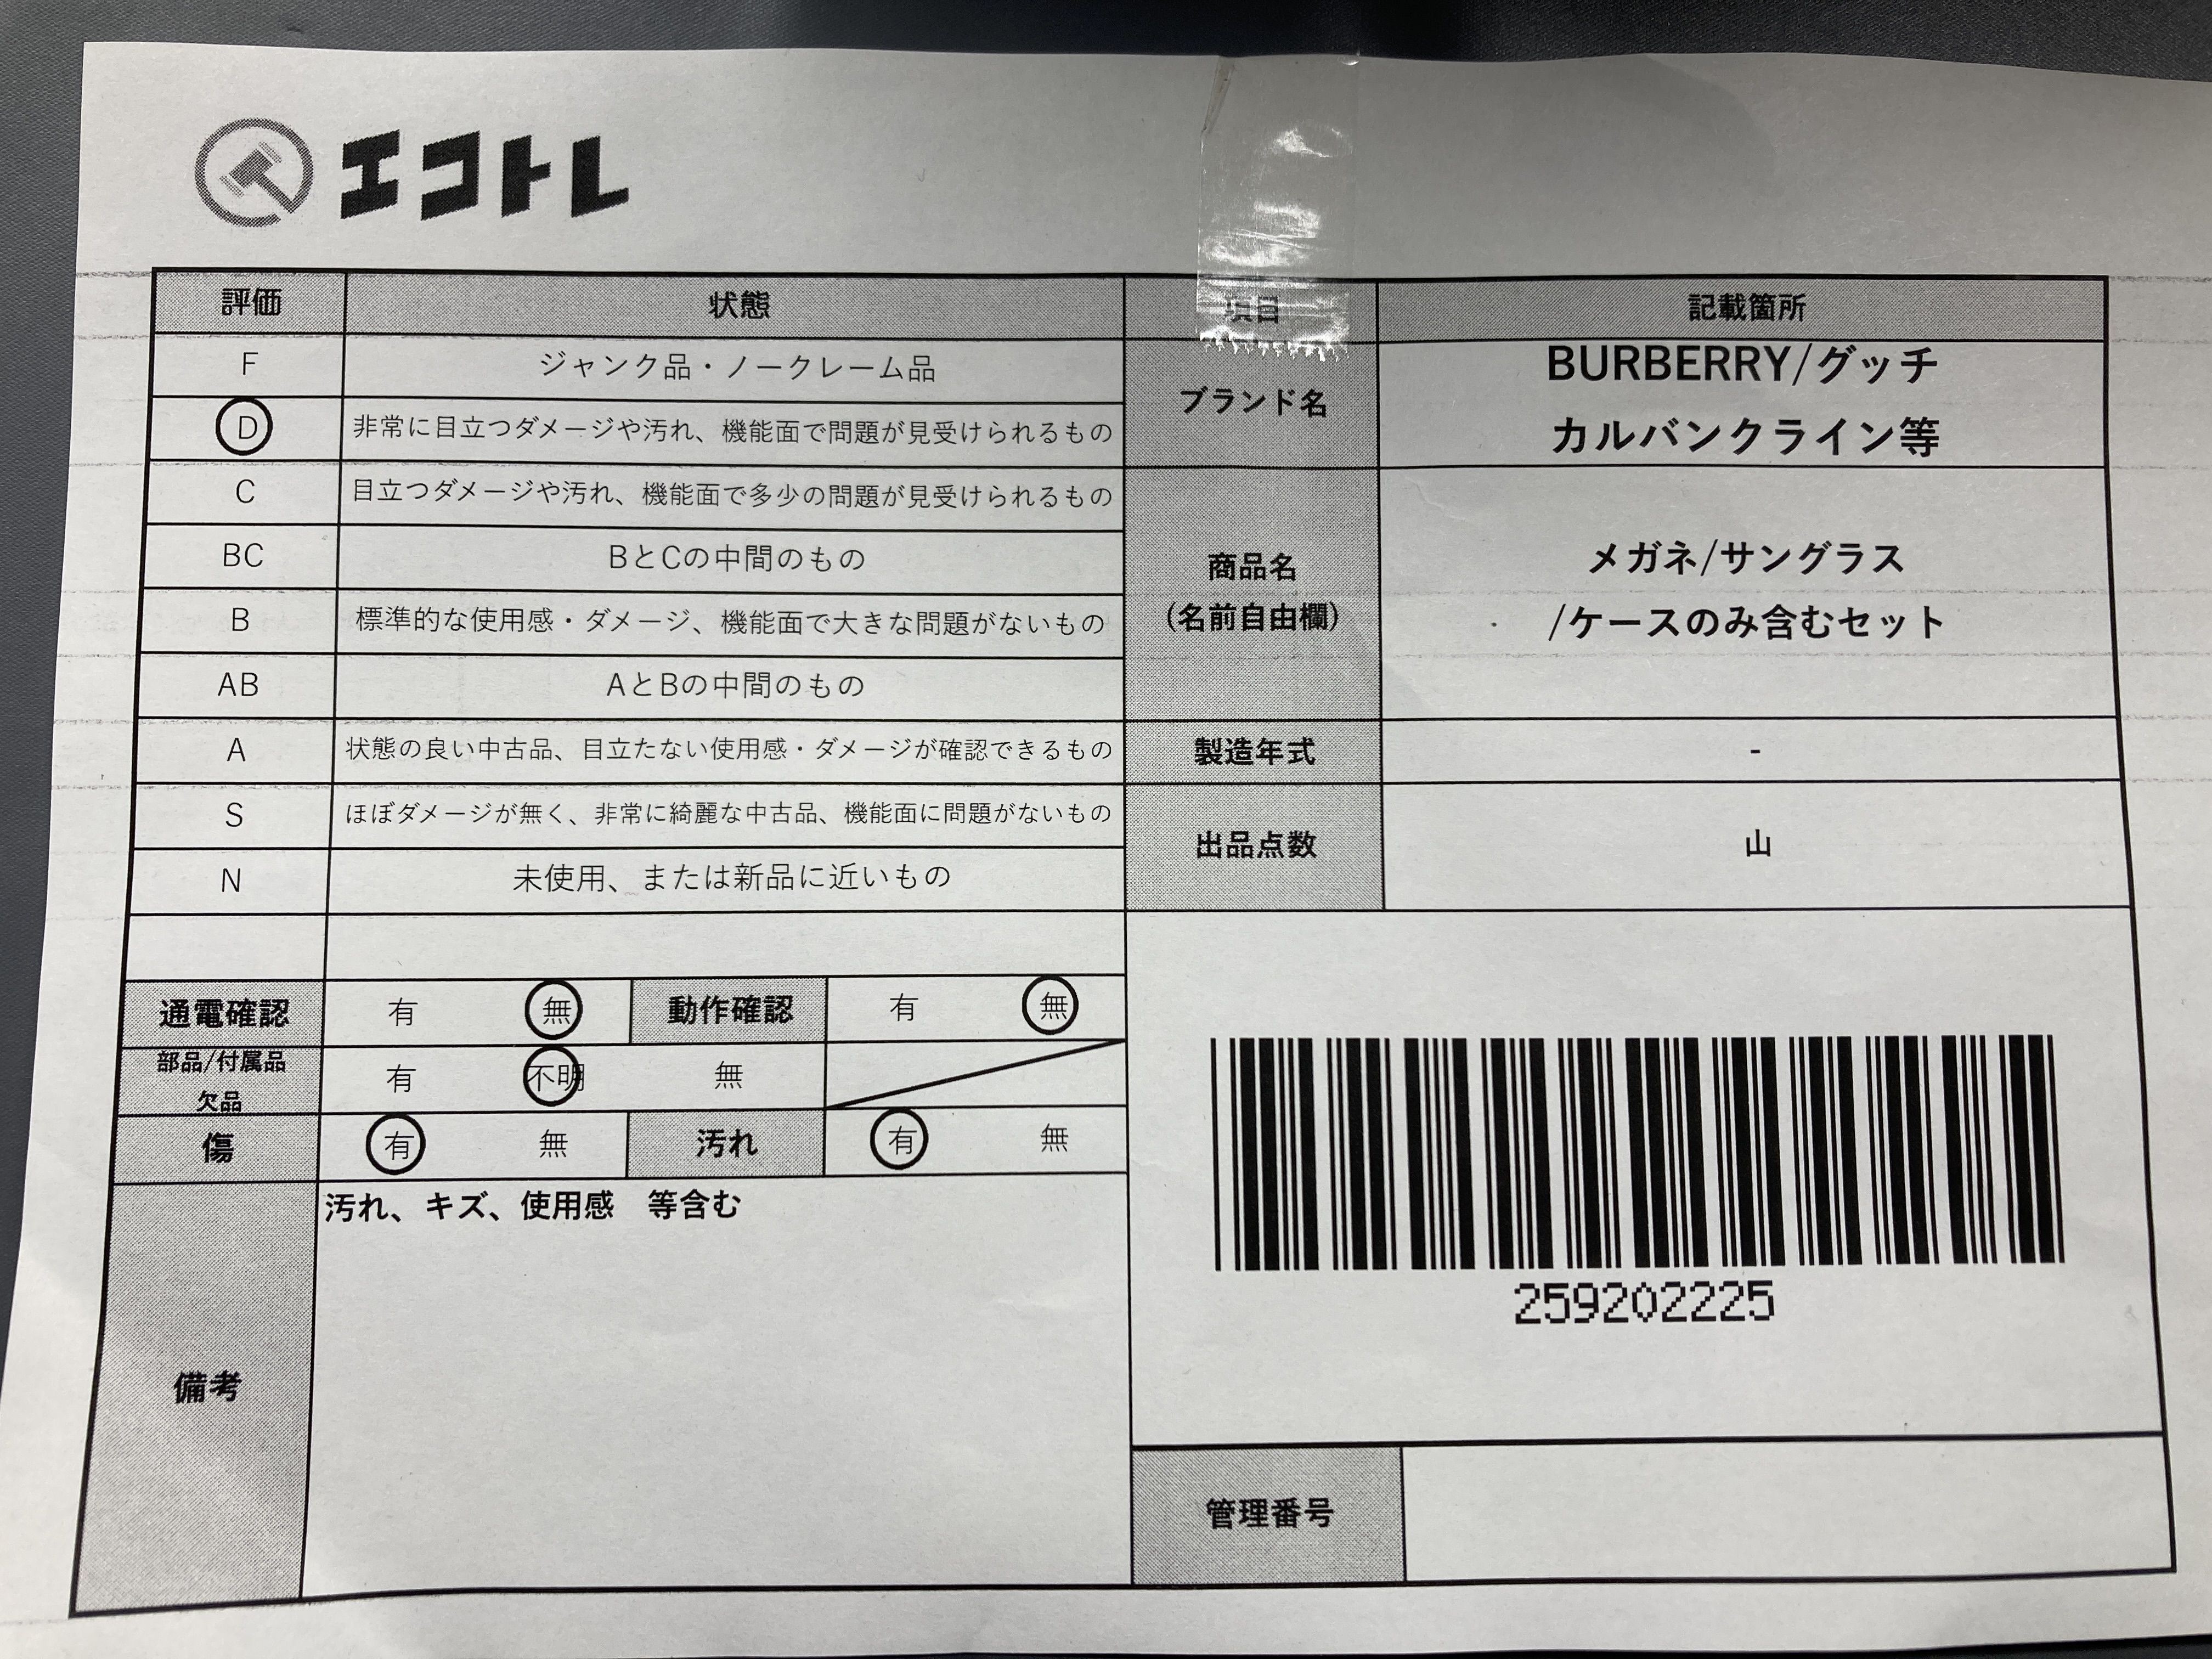 エコトレ
評価 状態 項目 記載箇所
F ジャンク品・ノークレーム品
D 非常に目立つダメージや汚れ、機能面で問題が見受けられるもの
C 目立つダメージや汚れ、機能面で多少の問題が見受けられるもの
BC BとCの中間のもの
B 標準的な使用感・ダメージ、機能面で大きな問題がないもの
AB AとBの中間のもの
A 状態の良い中古品、目立たない使用感・ダメージが確認できるもの
S ほぼダメージが無く、非常に綺麗な中古品、機能面に問題がないもの
N 未使用、または新品に近いもの
ブランド名
BURBERRY/グッチ
カルバンクライン等
商品名
(名前自由欄)
メガネ/サングラス
/ケースのみ含むセット
製造年式 -
出品点数 山
通電確認 有 無 動作確認 有 無
部品/付属品
欠品
有 不明 無
傷 有 無 汚れ 有 無
備考
汚れ、キズ、使用感 等含む
259202225
管理番号